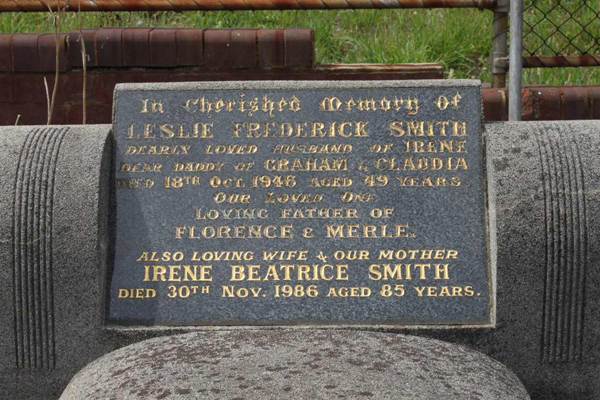 In Cherished Memory of
LESLIE FREDERICK SMITH
DEARLY LOVED HUSBAND OF IRENE
DEAR DADDY OF GRAHAM & CLAUDIA
DIED 18TH OCT. 1946 AGED 49 YEARS
OUR LOVED ONE
LOVING FATHER OF
FLORENCE & MERLE.
ALSO LOVING WIFE & OUR MOTHER
IRENE BEATRICE SMITH
DIED 30TH NOV. 1986 AGED 85 YEARS.